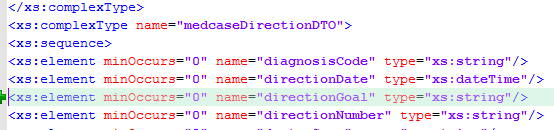 </xs:complexType>
<xs:complexType name="medcaseDirectionDTO">
<xs:sequence>
<xs:element minOccurs="0" name="diagnosisCode" type="xs:string"/>
<xs:element minOccurs="0" name="directionDate" type="xs:dateTime"/>
<xs:element minOccurs="0" name="directionGoal" type="xs:string"/>
<xs:element minOccurs="0" name="directionNumber" type="xs:string"/>